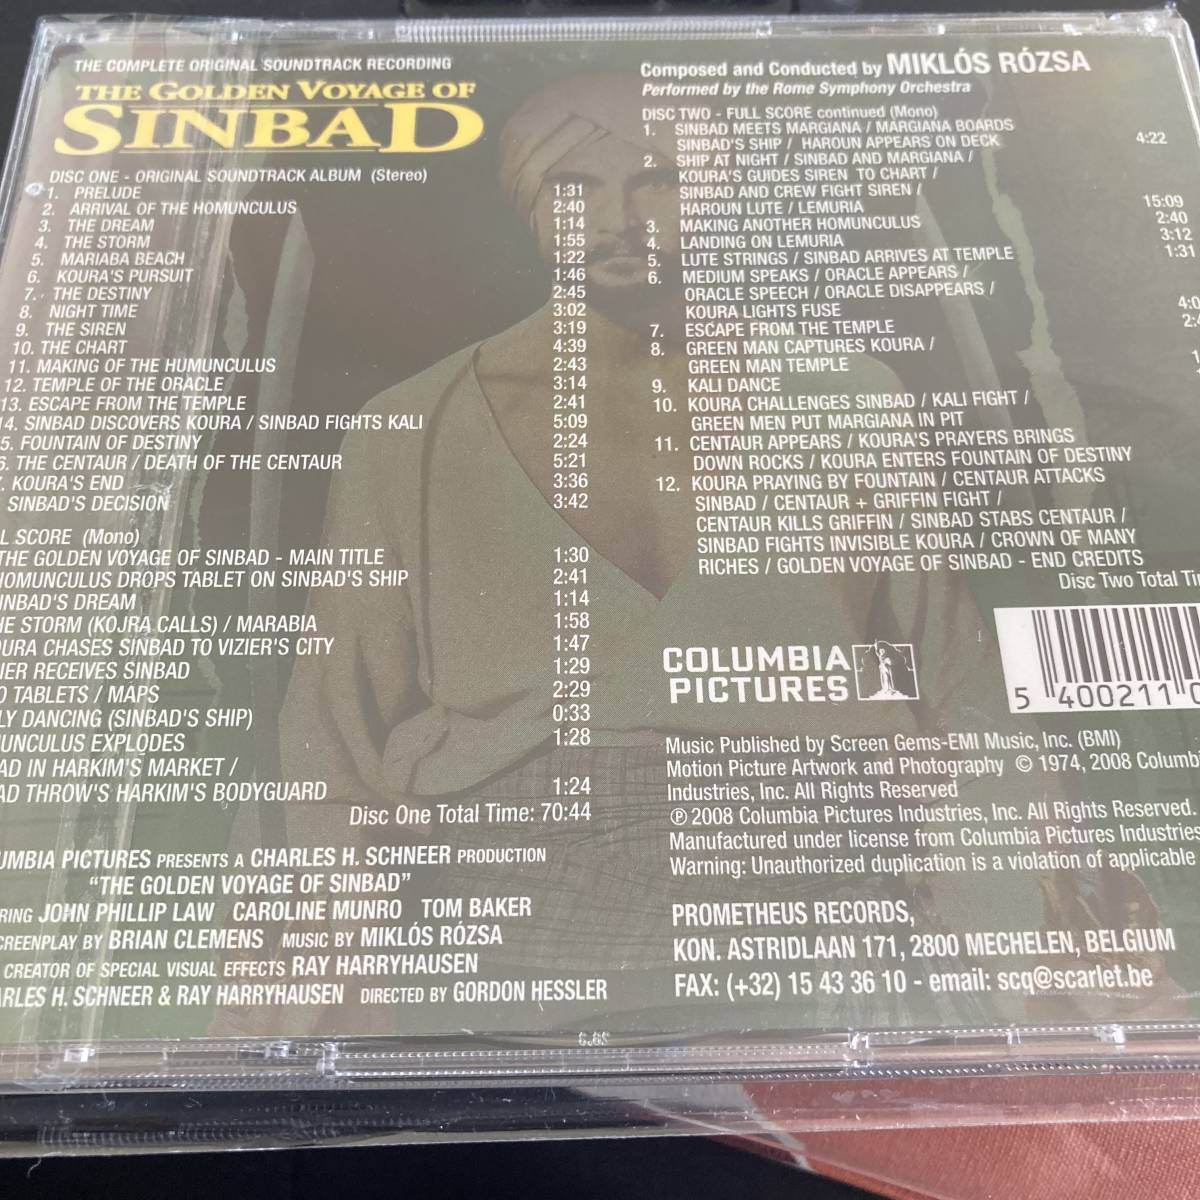 THE COMPLETE ORIGINAL SOUNDTRACK RECORDING
THE GOLDEN VOYAGE OF
SINBAD
DISC ONE - ORIGINAL SOUNDTRACK ALBUM (Stereo)
1. PRELUDE 1:31
2. ARRIVAL OF THE HOMUNCULUS 2:40
3. THE DREAM 1:14
4. THE STORM 1:55
5. MARIABA BEACH 1:22
6. KOURA'S PURSUIT 1:46
7. THE DESTINY 2:45
8. NIGHT TIME 3:02
9. THE SIREN 3:19
10. THE CHART 4:39
11. MAKING OF THE HUMUNCULUS 2:43
12. TEMPLE OF THE ORACLE 3:14
13. ESCAPE FROM THE TEMPLE 2:41
14. SINBAD DISCOVERS KOURA / SINBAD FIGHTS KALI 5:09
5. FOUNTAIN OF DESTINY 2:24
6. THE CENTAUR / DEATH OF THE CENTAUR 5:21
7. KOURA'S END 3:36
SINBAD'S DECISION 3:42
L SCORE (Mono)
THE GOLDEN VOYAGE OF SINBAD - MAIN TITLE 1:30
HOMUNCULUS DROPS TABLET ON SINBAD'S SHIP 2:41
INBAD'S DREAM 1:14
HE STORM (KOJRA CALLS) / MARABIA 1:58
OURA CHASES SINBAD TO VIZIER'S CITY 1:47
IER RECEIVES SINBAD 1:29
O TABLETS / MAPS 2:29
LY DANCING (SINBAD'S SHIP) 0:33
UNCULUS EXPLODES 1:28
AD IN HARKIM'S MARKET /
AD THROW'S HARKIM'S BODYGUARD 1:24
Disc One Total Time: 70:44
UMBIA PICTURES PRESENTS A CHARLES H. SCHNEER PRODUCTION
"THE GOLDEN VOYAGE OF SINBAD"
RING JOHN PHILLIP LAW CAROLINE MUNRO TOM BAKER
CREENPLAY BY BRIAN CLEMENS MUSIC BY MIKLÓS RÓZSA
CREATOR OF SPECIAL VISUAL EFFECTS RAY HARRYHAUSEN
ARLES H. SCHNEER & RAY HARRYHAUSEN DIRECTED BY GORDON HESSLER
Composed and Conducted by MIKLÓS RÓZSA
Performed by the Rome Symphony Orchestra
DISC TWO - FULL SCORE continued (Mono)
1. SINBAD MEETS MARGIANA / MARGIANA BOARDS
SINBAD'S SHIP / HAROUN APPEARS ON DECK 4:22
2. SHIP AT NIGHT / SINBAD AND MARGIANA /
KOURA'S GUIDES SIREN TO CHART /
SINBAD AND CREW FIGHT SIREN /
HAROUN LUTE / LEMURIA 15:09
3. MAKING ANOTHER HOMUNCULUS 2:40
4. LANDING ON LEMURIA 3:12
5. LUTE STRINGS / SINBAD ARRIVES AT TEMPLE 1:31
6. MEDIUM SPEAKS / ORACLE APPEARS /
ORACLE SPEECH / ORACLE DISAPPEARS /
KOURA LIGHTS FUSE 4:0
7. ESCAPE FROM THE TEMPLE 2:4
8. GREEN MAN CAPTURES KOURA /
GREEN MAN TEMPLE 1
9. KALI DANCE
10. KOURA CHALLENGES SINBAD / KALI FIGHT /
GREEN MEN PUT MARGIANA IN PIT
11. CENTAUR APPEARS / KOURA'S PRAYERS BRINGS
DOWN ROCKS / KOURA ENTERS FOUNTAIN OF DESTINY
12. KOURA PRAYING BY FOUNTAIN / CENTAUR ATTACKS
SINBAD / CENTAUR + GRIFFIN FIGHT /
CENTAUR KILLS GRIFFIN / SINBAD STABS CENTAUR /
SINBAD FIGHTS INVISIBLE KOURA / CROWN OF MANY
RICHES / GOLDEN VOYAGE OF SINBAD - END CREDITS
Disc Two Total Ti
COLUMBIA
PICTURES
5 400211 0
Music Published by Screen Gems-EMI Music, Inc. (BMI)
Motion Picture Artwork and Photography © 1974, 2008 Columb
Industries, Inc. All Rights Reserved
℗ 2008 Columbia Pictures Industries, Inc. All Rights Reserved.
Manufactured under license from Columbia Pictures Industries
Warning: Unauthorized duplication is a violation of applicable
PROMETHEUS RECORDS,
KON. ASTRIDLAAN 171, 2800 MECHELEN, BELGIUM
FAX: (+32) 15 43 36 10 - email: scq@scarlet.be